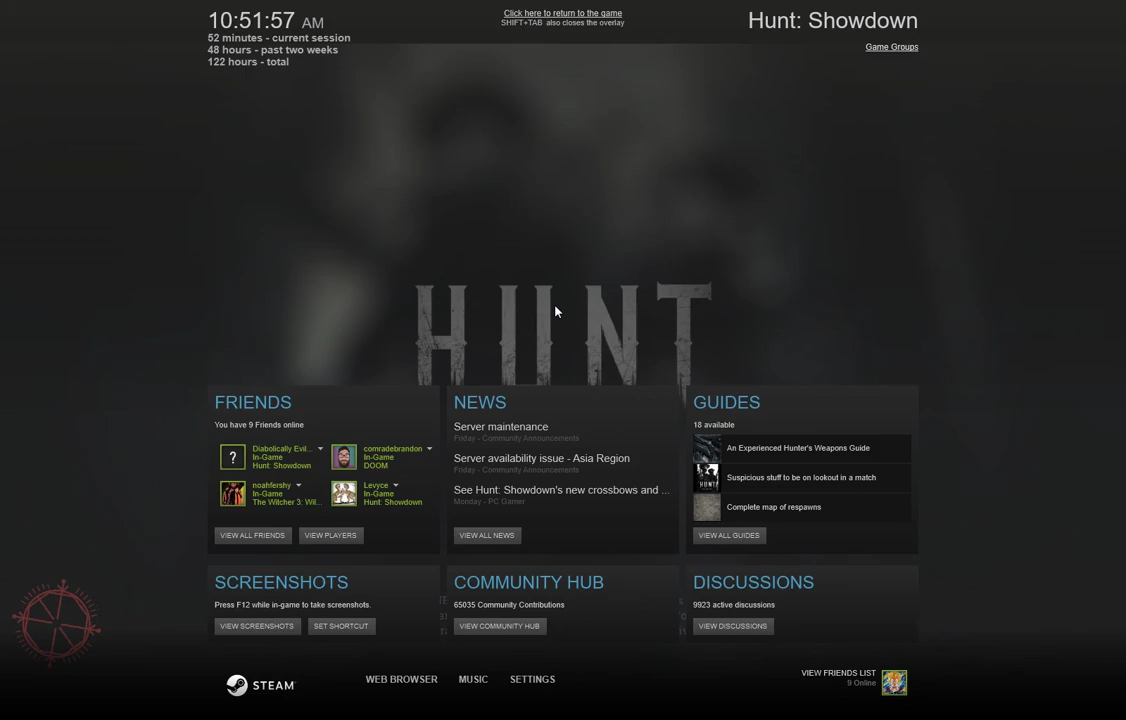 10:51:57 AM
52 minutes - current session
48 hours - past two weeks
122 hours - total
Click here to return to the game
SHIFT+TAB also closes the overlay
Hunt: Showdown
Game Groups
HUNT
FRIENDS
You have 9 Friends online
?
Diabolically Evil...
In-Game
Hunt: Showdown
comradebrandon
In-Game
DOOM
noahfershy
In-Game
The Witcher 3: Wil...
Levyce
In-Game
Hunt: Showdown
VIEW ALL FRIENDS
VIEW PLAYERS
NEWS
Server maintenance
Friday - Community Announcements
Server availability issue - Asia Region
Friday - Community Announcements
See Hunt: Showdown's new crossbows and ...
Monday - PC Gamer
VIEW ALL NEWS
GUIDES
18 available
An Experienced Hunter's Weapons Guide
HUNT
Suspicious stuff to be on lookout in a match
Complete map of respawns
VIEW ALL GUIDES
SCREENSHOTS
Press F12 while in-game to take screenshots.
VIEW SCREENSHOTS
SET SHORTCUT
COMMUNITY HUB
65035 Community Contributions
VIEW COMMUNITY HUB
DISCUSSIONS
9923 active discussions
VIEW DISCUSSIONS
STEAM
WEB BROWSER
MUSIC
SETTINGS
VIEW FRIENDS LIST
9 Online